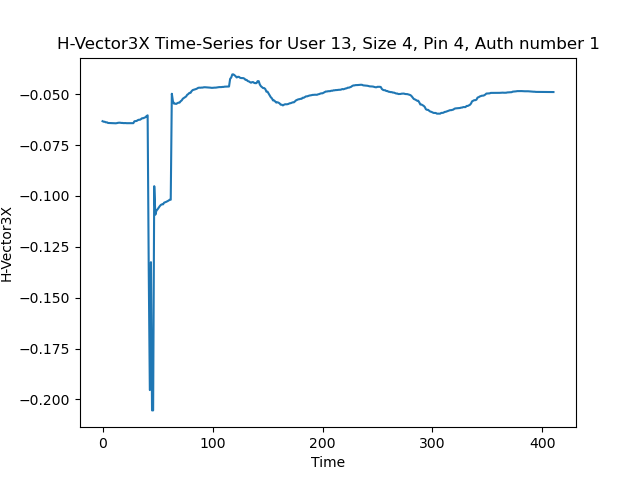 H-Vector3X Time-Series for User 13, Size 4, Pin 4, Auth number 1
−0.050
−0.075
−0.100
−0.125
−0.150
−0.175
−0.200
H-Vector3X
0 100 200 300 400
Time